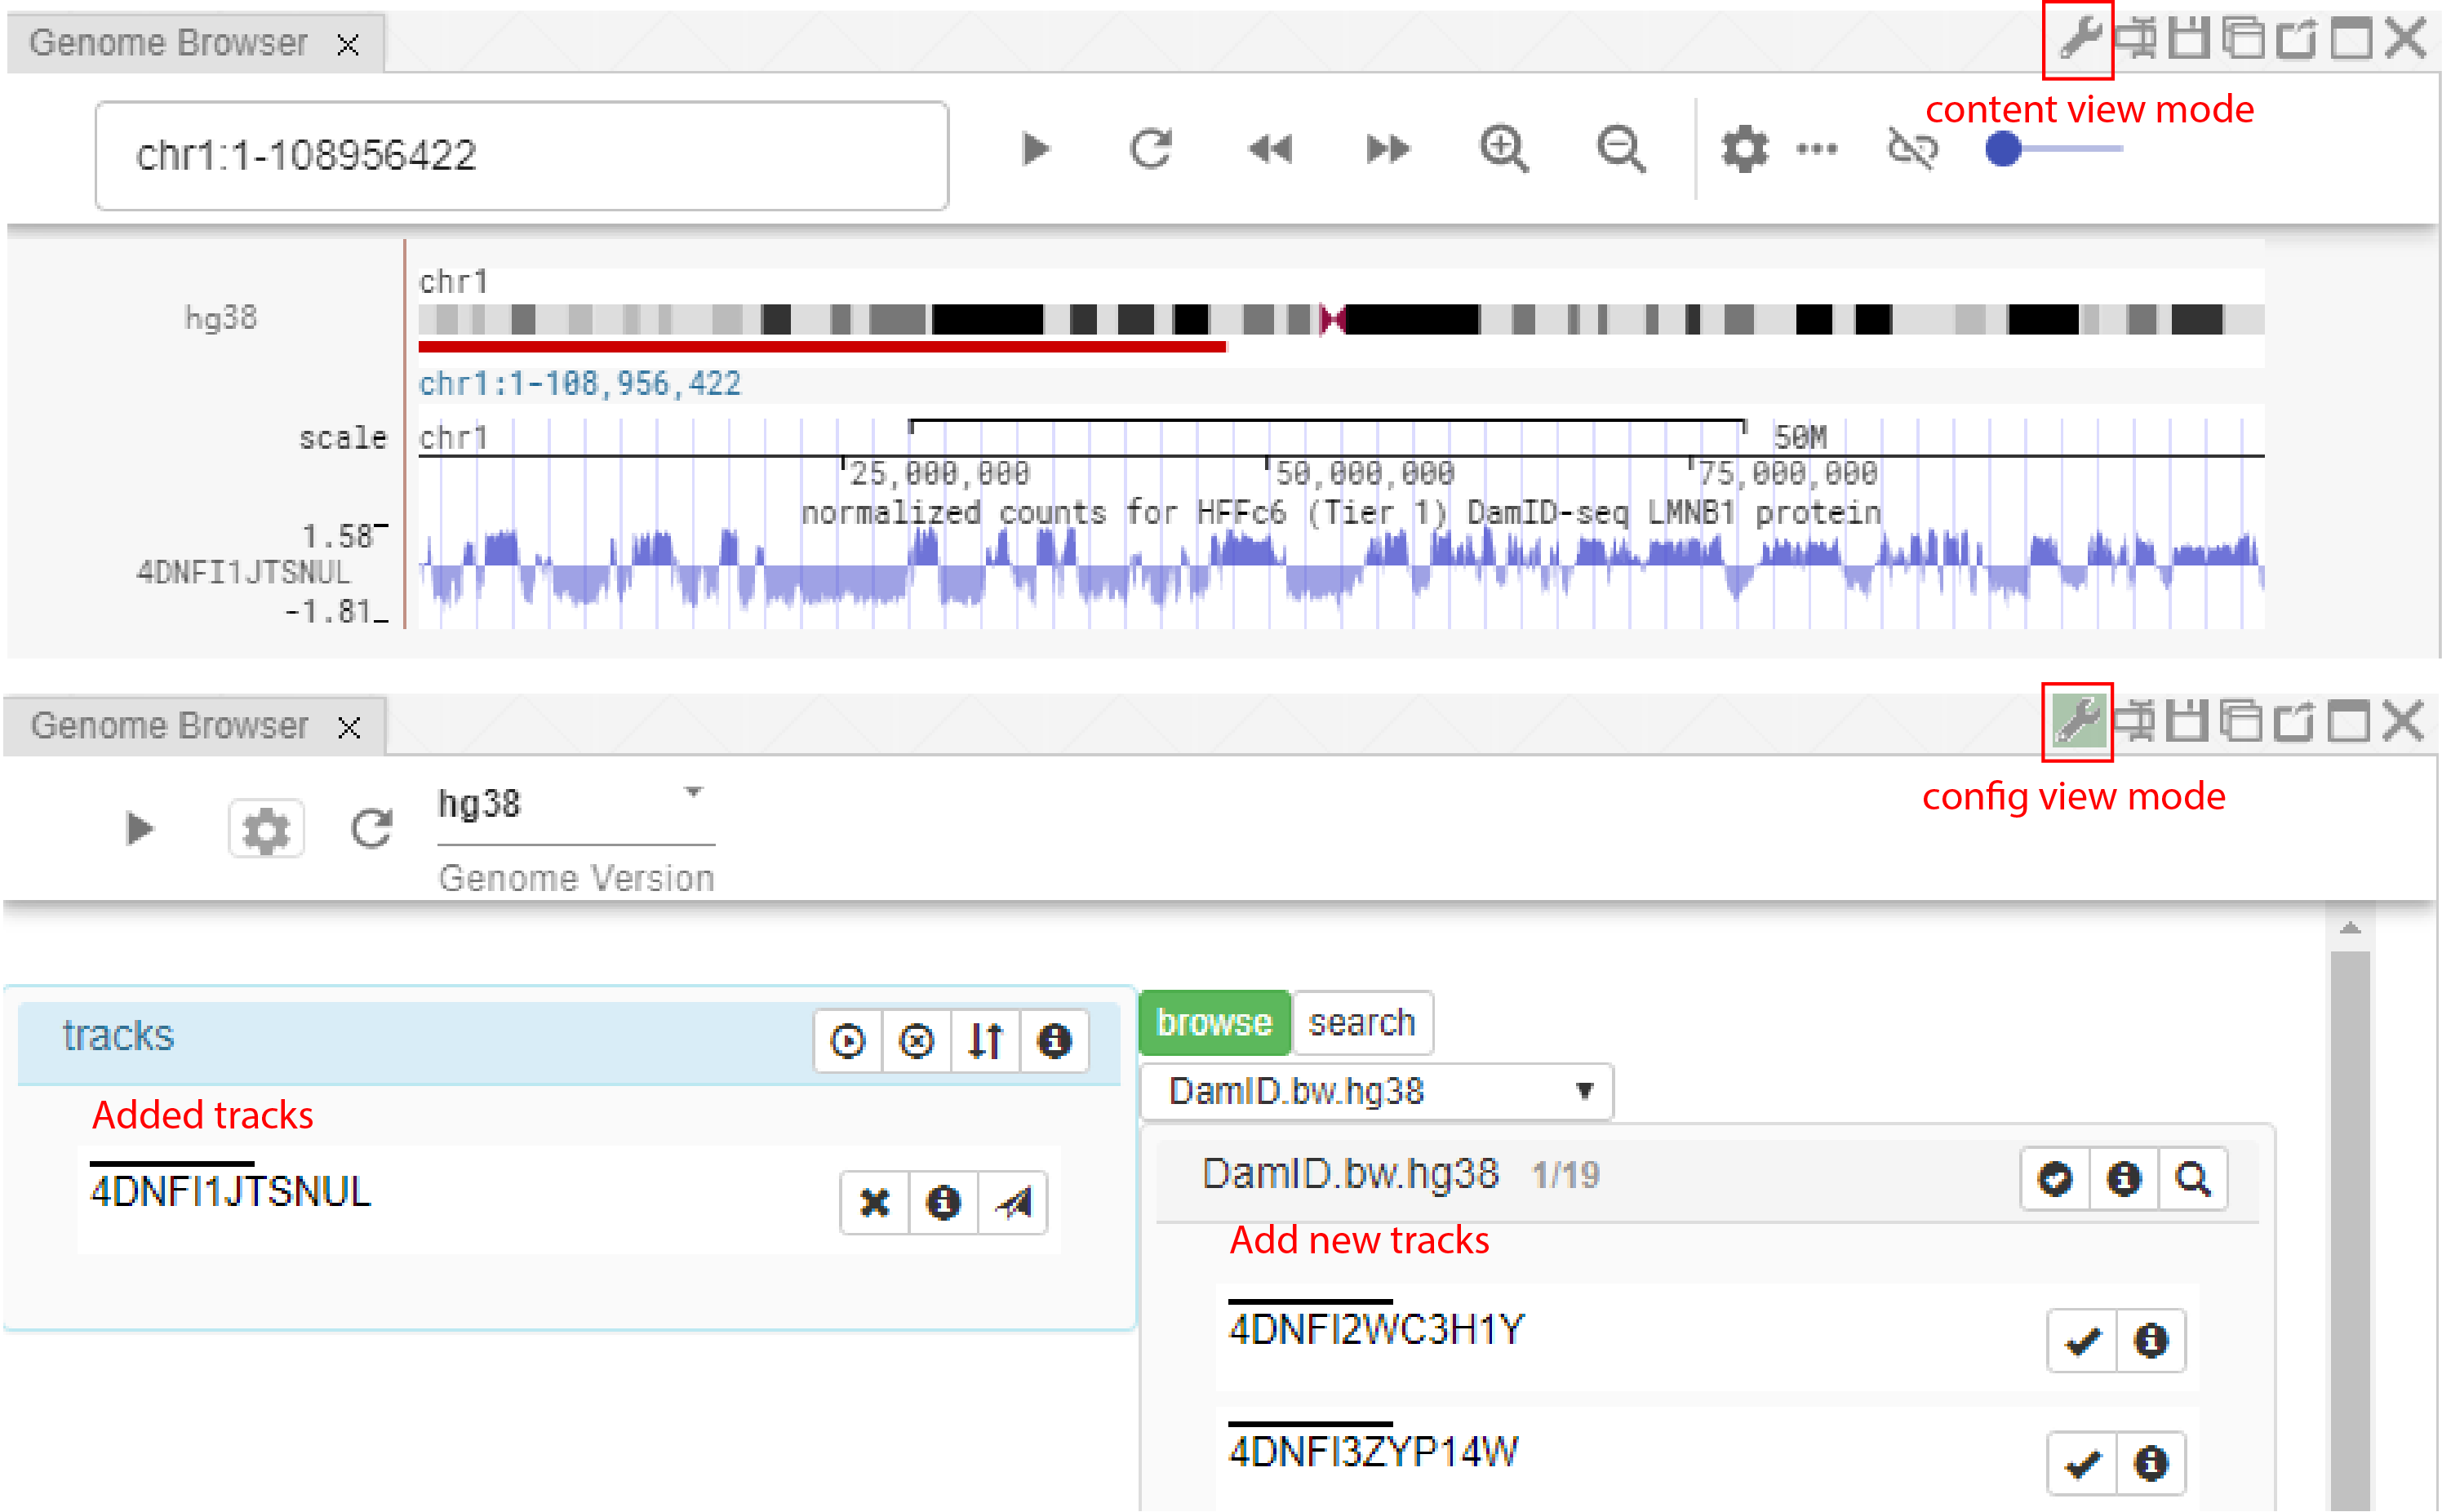 Genome Browser
content view mode
chr1:1-108956422
chr1
hg38
chr1:1-108,956,422
scale chr1 50M
25,000,000 50,000,000 75,000,000
normalized counts for HFFc6 (Tier 1) DamID-seq LMNB1 protein
1.58
4DNFI1JTSNUL
-1.81
Genome Browser
config view mode
hg38
Genome Version
tracks
Added tracks
4DNFI1JTSNUL
browse search
DamID.bw.hg38
DamID.bw.hg38 1/19
Add new tracks
4DNFI2WC3H1Y
4DNFI3ZYP14W